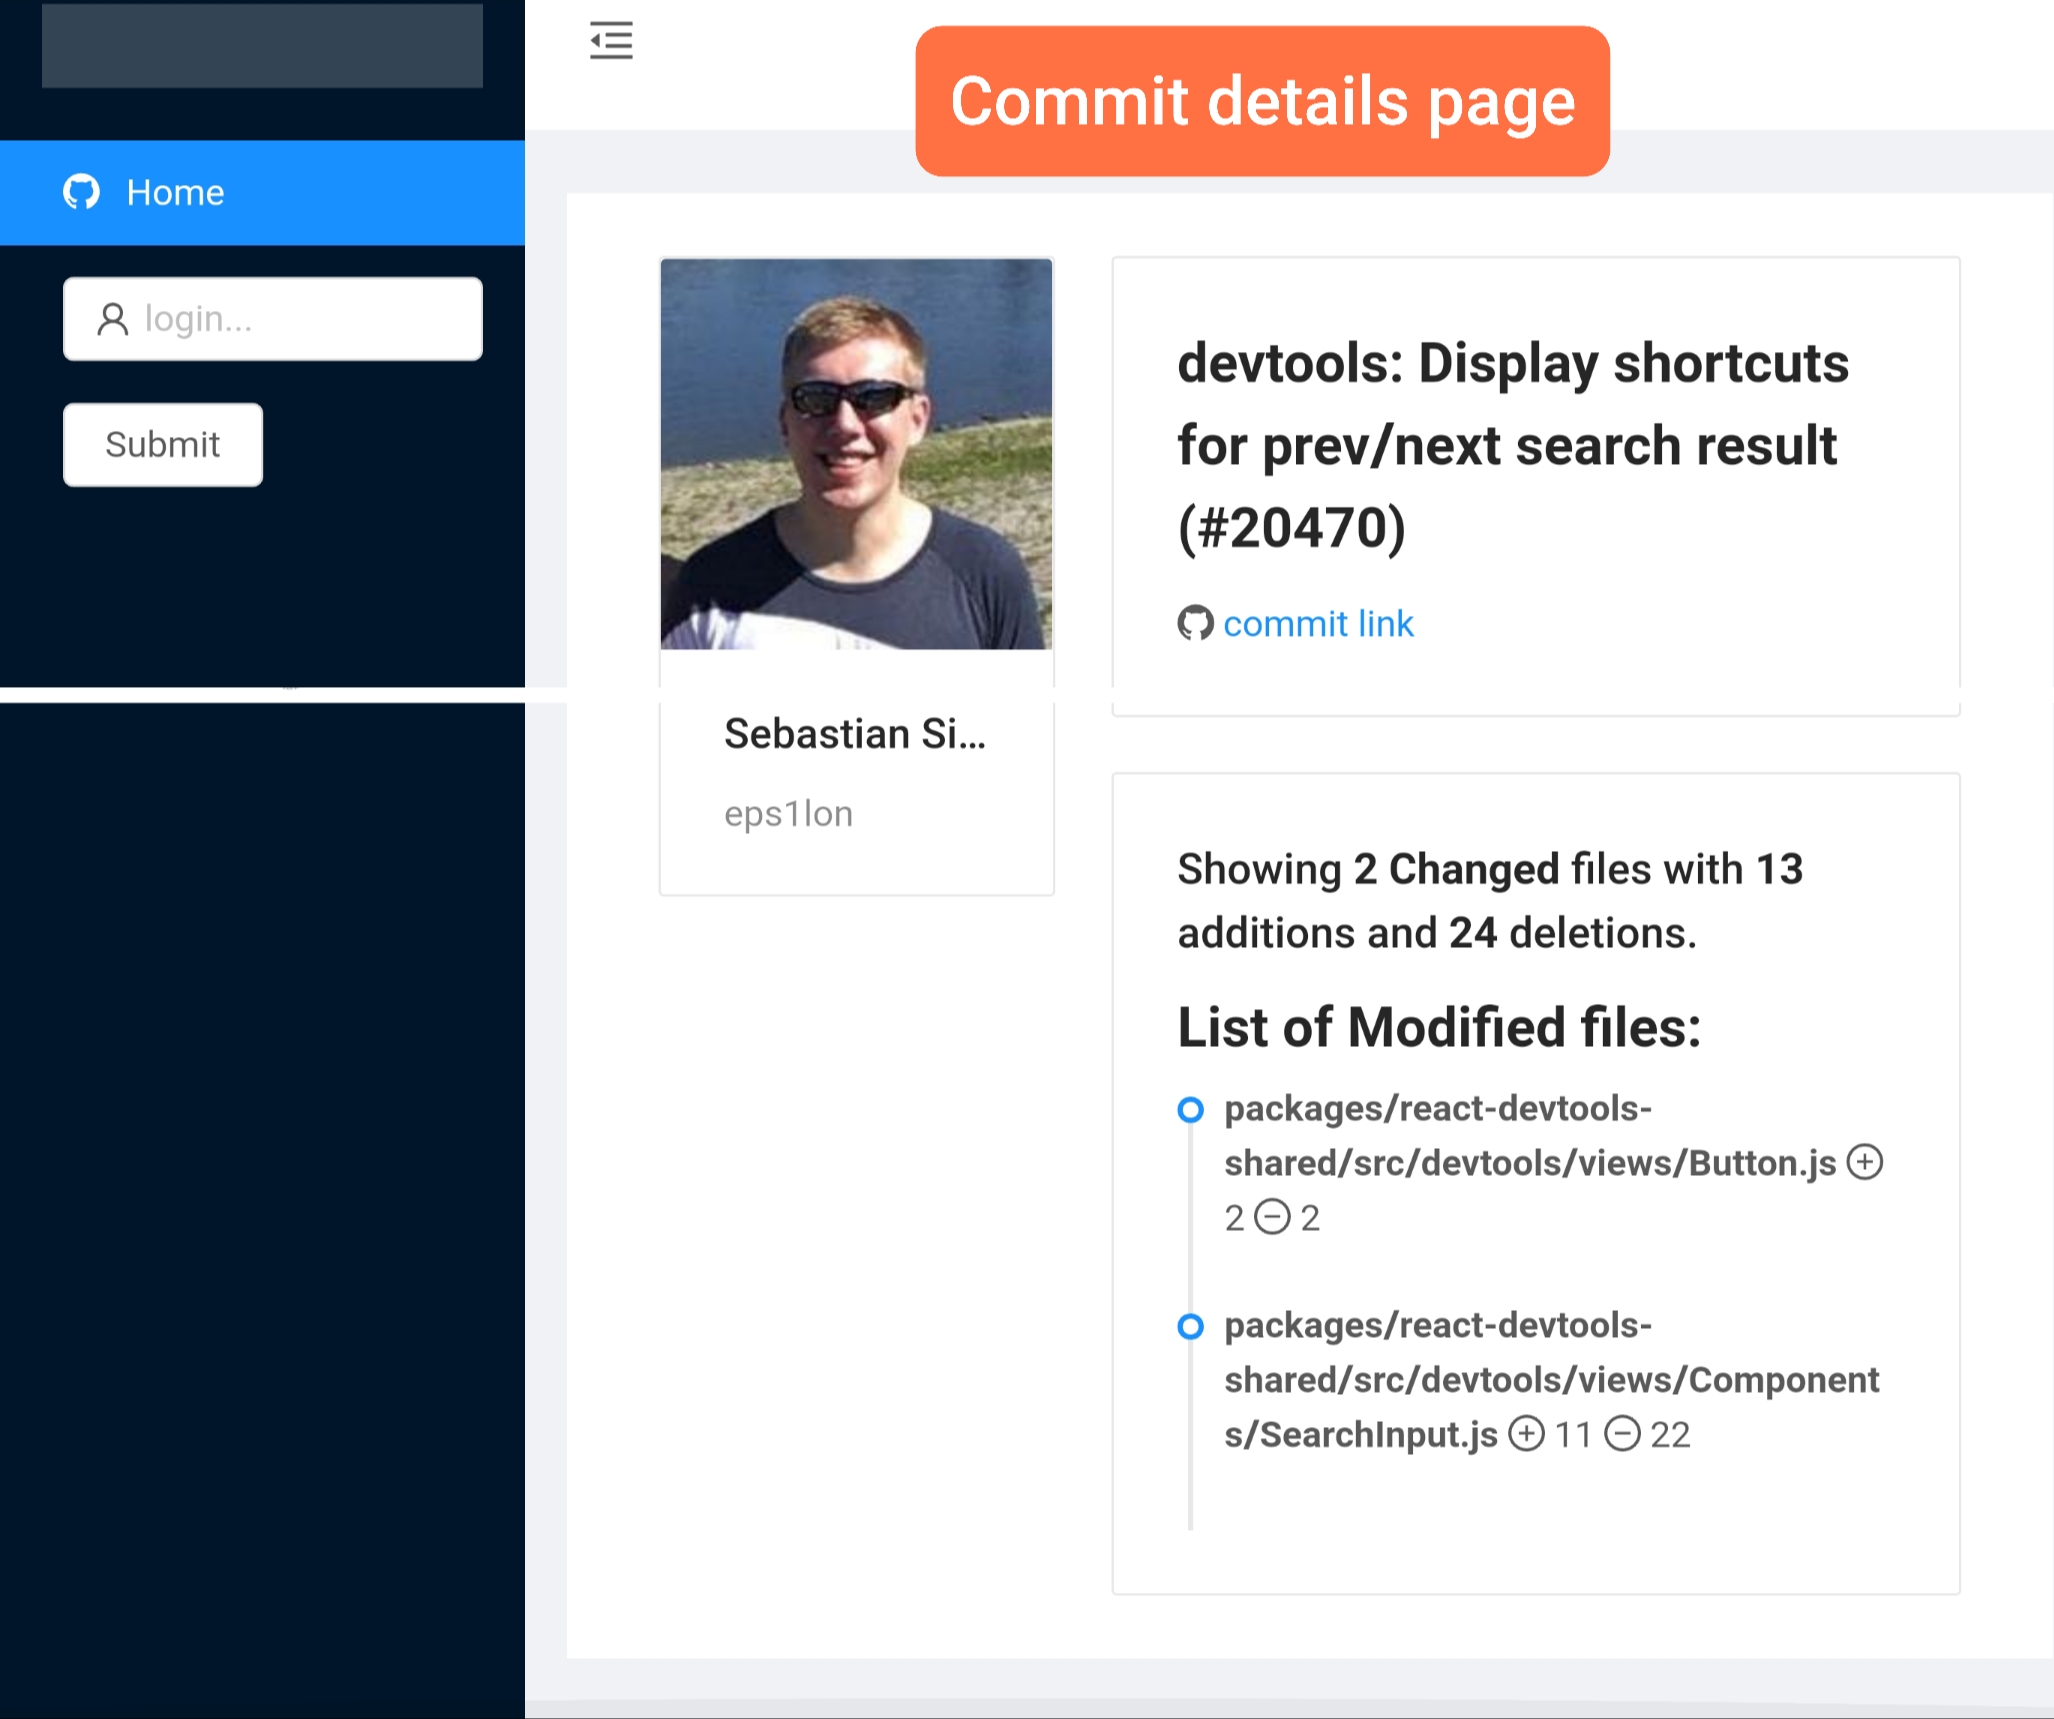 Commit details page
Home
login...
Submit
devtools: Display shortcuts
for prev/next search result
(#20470)
commit link
Sebastian Si...
eps1lon
Showing 2 Changed files with 13
additions and 24 deletions.
List of Modified files:
packages/react-devtools-
shared/src/devtools/views/Button.js
2 2
packages/react-devtools-
shared/src/devtools/views/Component
s/SearchInput.js 11 22